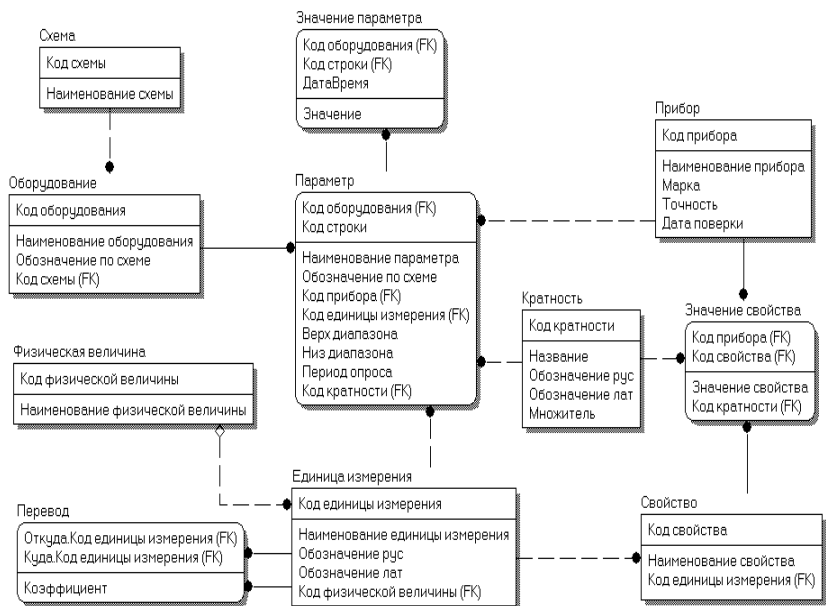 Схема
Код схемы
Наименование схемы
Значение параметра
Код оборудования (FK)
Код строки (FK)
ДатаВремя
Значение
Прибор
Код прибора
Наименование прибора
Марка
Точность
Дата поверки
Оборудование
Код оборудования
Наименование оборудования
Обозначение по схеме
Код схемы (FK)
Параметр
Код оборудования (FK)
Код строки
Наименование параметра
Обозначение по схеме
Код прибора (FK)
Код единицы измерения (FK)
Верх диапазона
Низ диапазона
Период опроса
Код кратности (FK)
Кратность
Код кратности
Название
Обозначение рус
Обозначение лат
Множитель
Значение свойства
Код прибора (FK)
Код свойства (FK)
Значение свойства
Код кратности (FK)
Физическая величина
Код физической величины
Наименование физической величины
Единица измерения
Код единицы измерения
Наименование единицы измерения
Обозначение рус
Обозначение лат
Код физической величины (FK)
Перевод
Откуда.Код единицы измерения (FK)
Куда.Код единицы измерения (FK)
Коэффициент
Свойство
Код свойства
Наименование свойства
Код единицы измерения (FK)